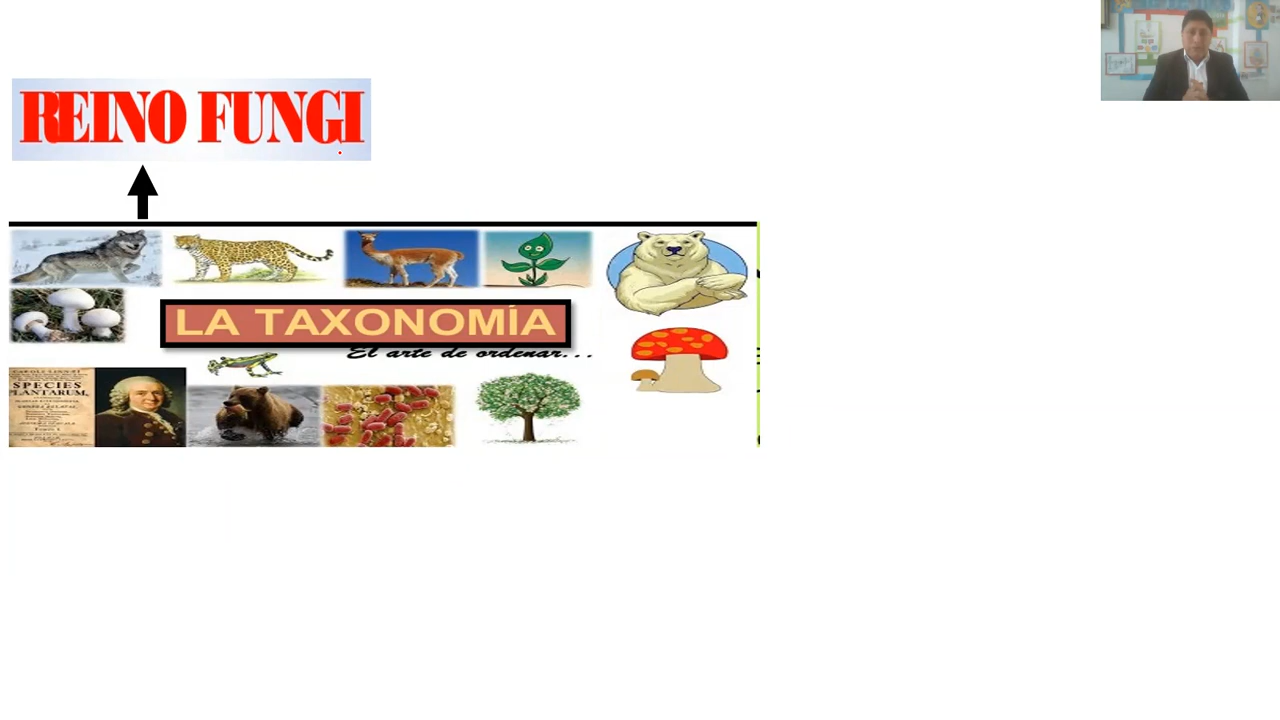 REINO FUNGI
LA TAXONOMÍA
El arte de ordenar...
SPECIES
PLANTARUM,